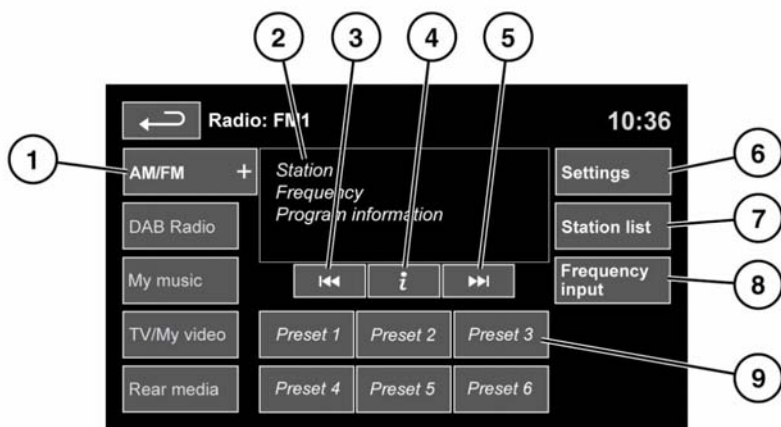 2
3
4
5
Radio: FM1
10:36
1
AM/FM +
Station
Frequency
Program information
Settings
6
DAB Radio
Station list
7
My music
i
Frequency
input
8
TV/My video
Preset 1
Preset 2
Preset 3
9
Rear media
Preset 4
Preset 5
Preset 6